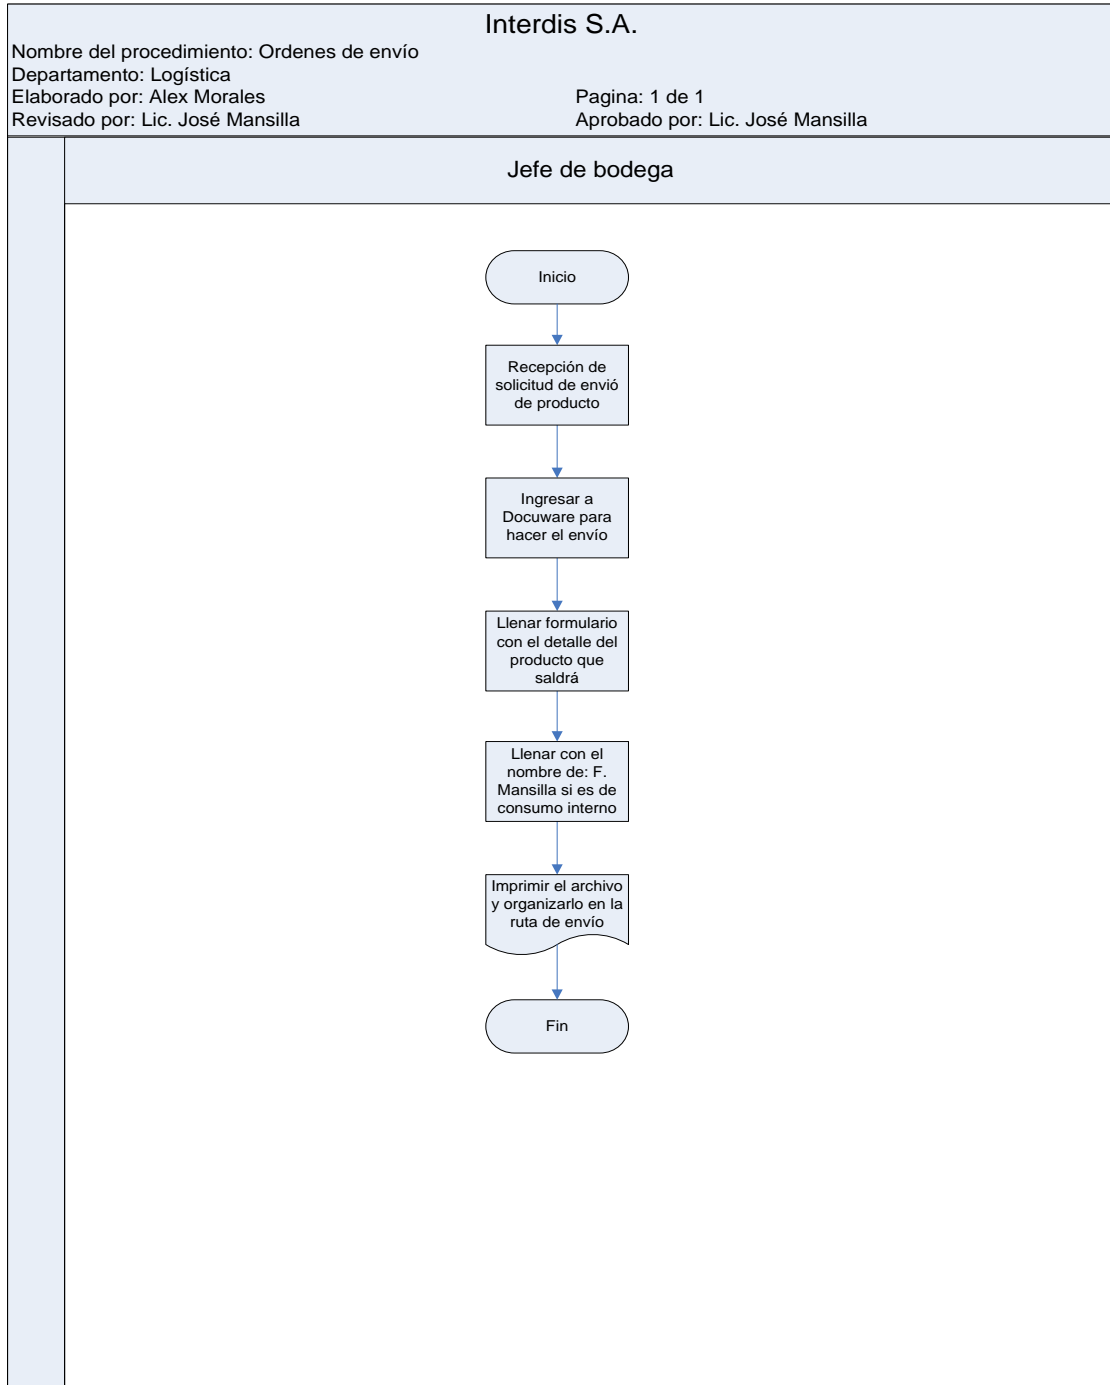 Interdis S.A.
Nombre del procedimiento: Ordenes de envío
Departamento: Logística
Elaborado por: Alex Morales
Pagina: 1 de 1
Revisado por: Lic. José Mansilla
Aprobado por: Lic. José Mansilla
Jefe de bodega
Inicio
Recepción de
solicitud de envió
de producto
Ingresar a
Docuware para
hacer el envío
Llenar formulario
con el detalle del
producto que
saldrá
Llenar con el
nombre de: F.
Mansilla si es de
consumo interno
Imprimir el archivo
y organizarlo en la
ruta de envío
Fin